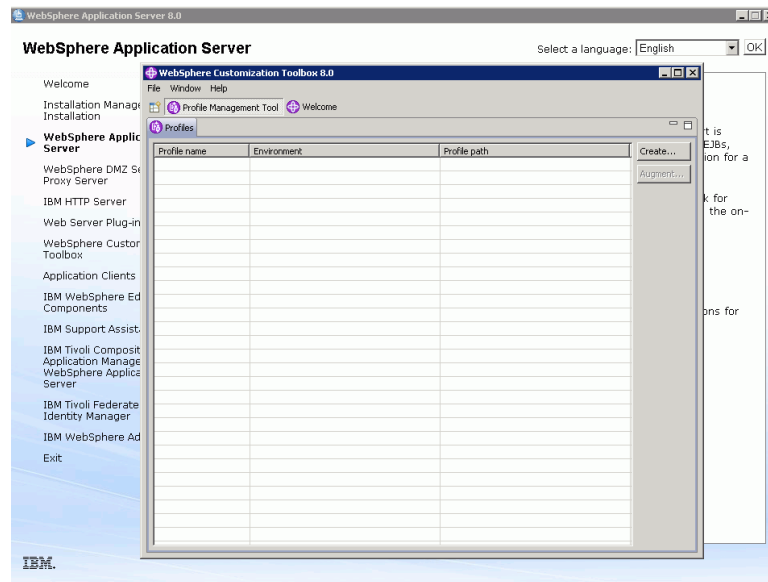 WebSphere Application Server 8.0
WebSphere Application Server
Select a language:
English
OK
Welcome
Installation Manage
Installation
WebSphere Applic
Server
WebSphere DMZ Se
Proxy Server
IBM HTTP Server
Web Server Plug-in
WebSphere Custor
Toolbox
Application Clients
IBM WebSphere Ed
Components
IBM Support Assist
IBM Tivoli Composit
Application Manage
WebSphere Applica
Server
IBM Tivoli Federate
Identity Manager
IBM WebSphere Ad
Exit
IBM.
WebSphere Customization Toolbox 8.0
File Window Help
Profile Management Tool Welcome
Profiles
Profile name Environment Profile path
Create...
Augment...
rt is
EJBs,
ion for a
k for
the on-
ons for